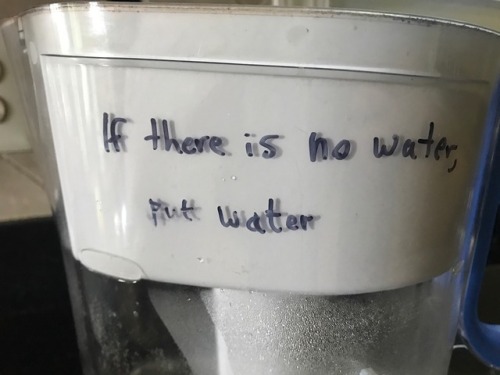 If there is no water,
Put water